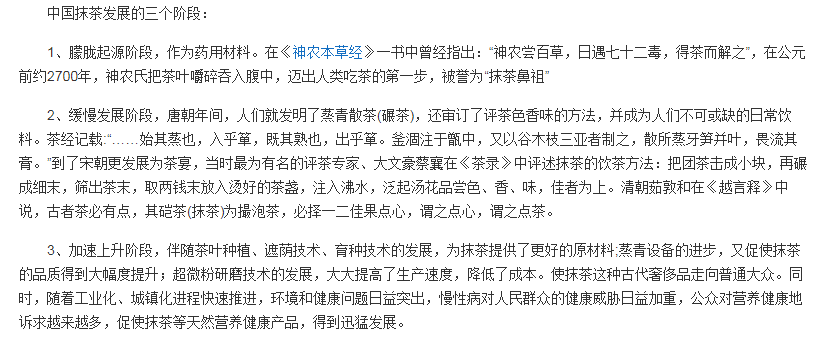 中国抹茶发展的三个阶段：
1、朦胧起源阶段，作为药用材料。在《神农本草经》一书中曾经指出：“神农尝百草，日遇七十二毒，得茶而解之”，在公元
前约2700年，神农氏把茶叶嚼碎吞入腹中，迈出人类吃茶的第一步，被誉为“抹茶鼻祖”
2、缓慢发展阶段，唐朝年间，人们就发明了蒸青散茶(碾茶)，还审订了评茶色香味的方法，并成为人们不可或缺的日常饮
料。茶经记载:“……始其蒸也，入乎箪，既其熟也，出乎箪。釜涸注于甑中，又以谷木枝三亚者制之，散所蒸牙笋并叶，畏流其
膏。”到了宋朝更发展为茶宴，当时最为有名的评茶专家、大文豪蔡襄在《茶录》中评述抹茶的饮茶方法：把团茶击成小块，再碾
成细末，筛出茶末，取两钱末放入烫好的茶盏，注入沸水，泛起汤花品尝色、香、味，佳者为上。清朝茹敦和在《越言释》中
说，古者茶必有点，其硙茶(抹茶)为撮泡茶，必择一二佳果点心，谓之点心，谓之点茶。
3、加速上升阶段，伴随茶叶种植、遮荫技术、育种技术的发展，为抹茶提供了更好的原材料;蒸青设备的进步，又促使抹茶
的品质得到大幅度提升；超微粉研磨技术的发展，大大提高了生产速度，降低了成本。使抹茶这种古代奢侈品走向普通大众。同
时，随着工业化、城镇化进程快速推进，环境和健康问题日益突出，慢性病对人民群众的健康威胁日益加重，公众对营养健康地
诉求越来越多，促使抹茶等天然营养健康产品，得到迅猛发展。